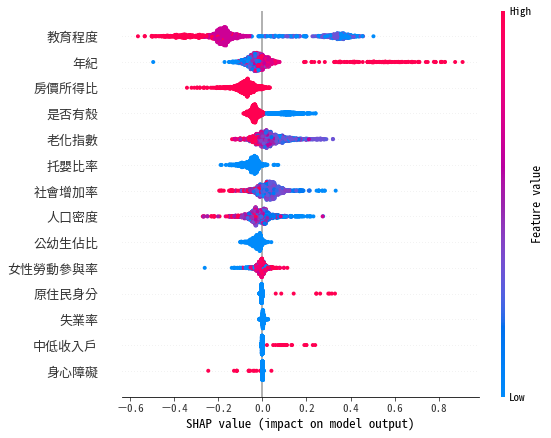 High
教育程度
年紀
房價所得比
是否有殼
老化指數
托嬰比率
社會增加率
人口密度
公幼生佔比
女性勞動參與率
原住民身分
失業率
中低收入戶
身心障礙
Feature value
Low
−0.6 −0.4 −0.2 0.0 0.2 0.4 0.6 0.8
SHAP value (impact on model output)